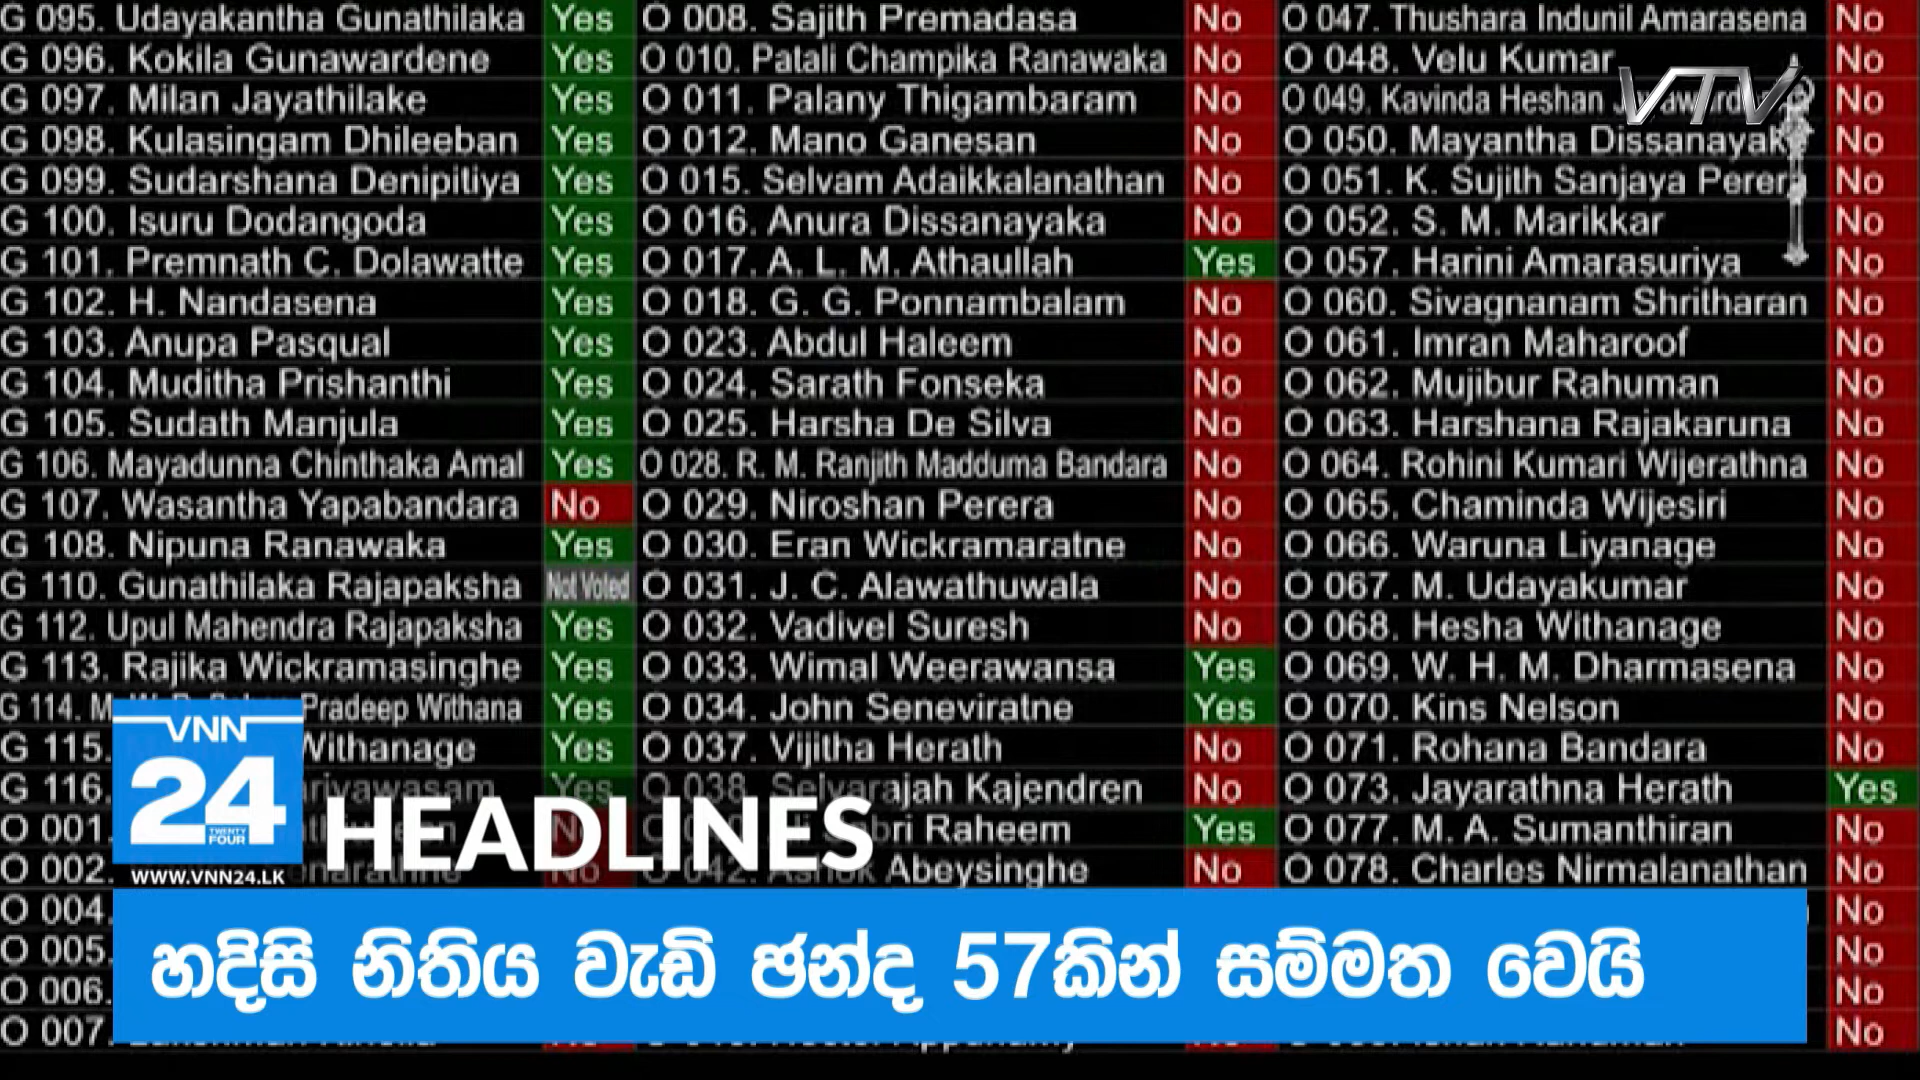 G 095. Udayakantha Gunathilaka Yes O 008. Sajith Premadasa No O 047. Thushara Indunil Amarasena No
G 096. Kokila Gunawardene Yes O 010. Patali Champika Ranawaka No O 048. Velu Kumar No
VTV
G 097. Milan Jayathilake Yes O 011. Palany Thigambaram No O 049. Kavinda Heshan No
G 098. Kulasingam Dhileeban Yes O 012. Mano Ganesan No O 050. Mayantha Dissanayak No
G 099. Sudarshana Denipitiya Yes O 015. Selvam Adaikkalanathan No O 051. K. Sujith Sanjaya Perera No
G 100. Isuru Dodangoda Yes O 016. Anura Dissanayaka No O 052. S. M. Marikkar No
G 101. Premnath C. Dolawatte Yes O 017. A. L. M. Athaullah Yes O 057. Harini Amarasuriya No
G 102. H. Nandasena Yes O 018. G. G. Ponnambalam No O 060. Sivagnanam Shritharan No
G 103. Anupa Pasqual Yes O 023. Abdul Haleem No O 061. Imran Maharoof No
G 104. Muditha Prishanthi Yes O 024. Sarath Fonseka No O 062. Mujibur Rahuman No
G 105. Sudath Manjula Yes O 025. Harsha De Silva No O 063. Harshana Rajakaruna No
G 106. Mayadunna Chinthaka Amal Yes O 028. R. M. Ranjith Madduma Bandara No O 064. Rohini Kumari Wijerathna No
G 107. Wasantha Yapabandara No O 029. Niroshan Perera No O 065. Chaminda Wijesiri No
G 108. Nipuna Ranawaka Yes O 030. Eran Wickramaratne No O 066. Waruna Liyanage No
G 110. Gunathilaka Rajapaksha Not Voted O 031. J. C. Alawathuwala No O 067. M. Udayakumar No
G 112. Upul Mahendra Rajapaksha Yes O 032. Vadivel Suresh No O 068. Hesha Withanage No
G 113. Rajika Wickramasinghe Yes O 033. Wimal Weerawansa Yes O 069. W. H. M. Dharmasena No
G 114. Pradeep Withana Yes O 034. John Seneviratne Yes O 070. Kins Nelson No
G 115. Withanage Yes O 037. Vijitha Herath No O 071. Rohana Bandara No
G 116. Yes O 038. Selvarajah Kajendren No O 073. Jayarathna Herath Yes
O 001. No Raheem Yes O 077. M. A. Sumanthiran No
O 002. No Abeysinghe No O 078. Charles Nirmalanathan No
O 004. No
O 005. No
O 006. No
O 007. No
VNN
24
TWENTY FOUR
WWW.VNN24.LK
HEADLINES
හදිසි නිතිය වැඩි ඡන්ද 57කින් සම්මත වෙයි